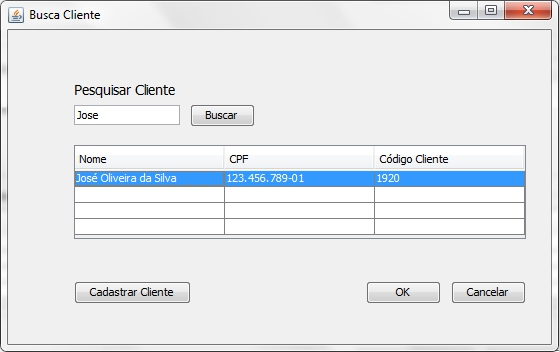 Busca Cliente
Pesquisar Cliente
Jose Buscar
Nome CPF Código Cliente
José Oliveira da Silva 123.456.789-01 1920
Cadastrar Cliente OK Cancelar